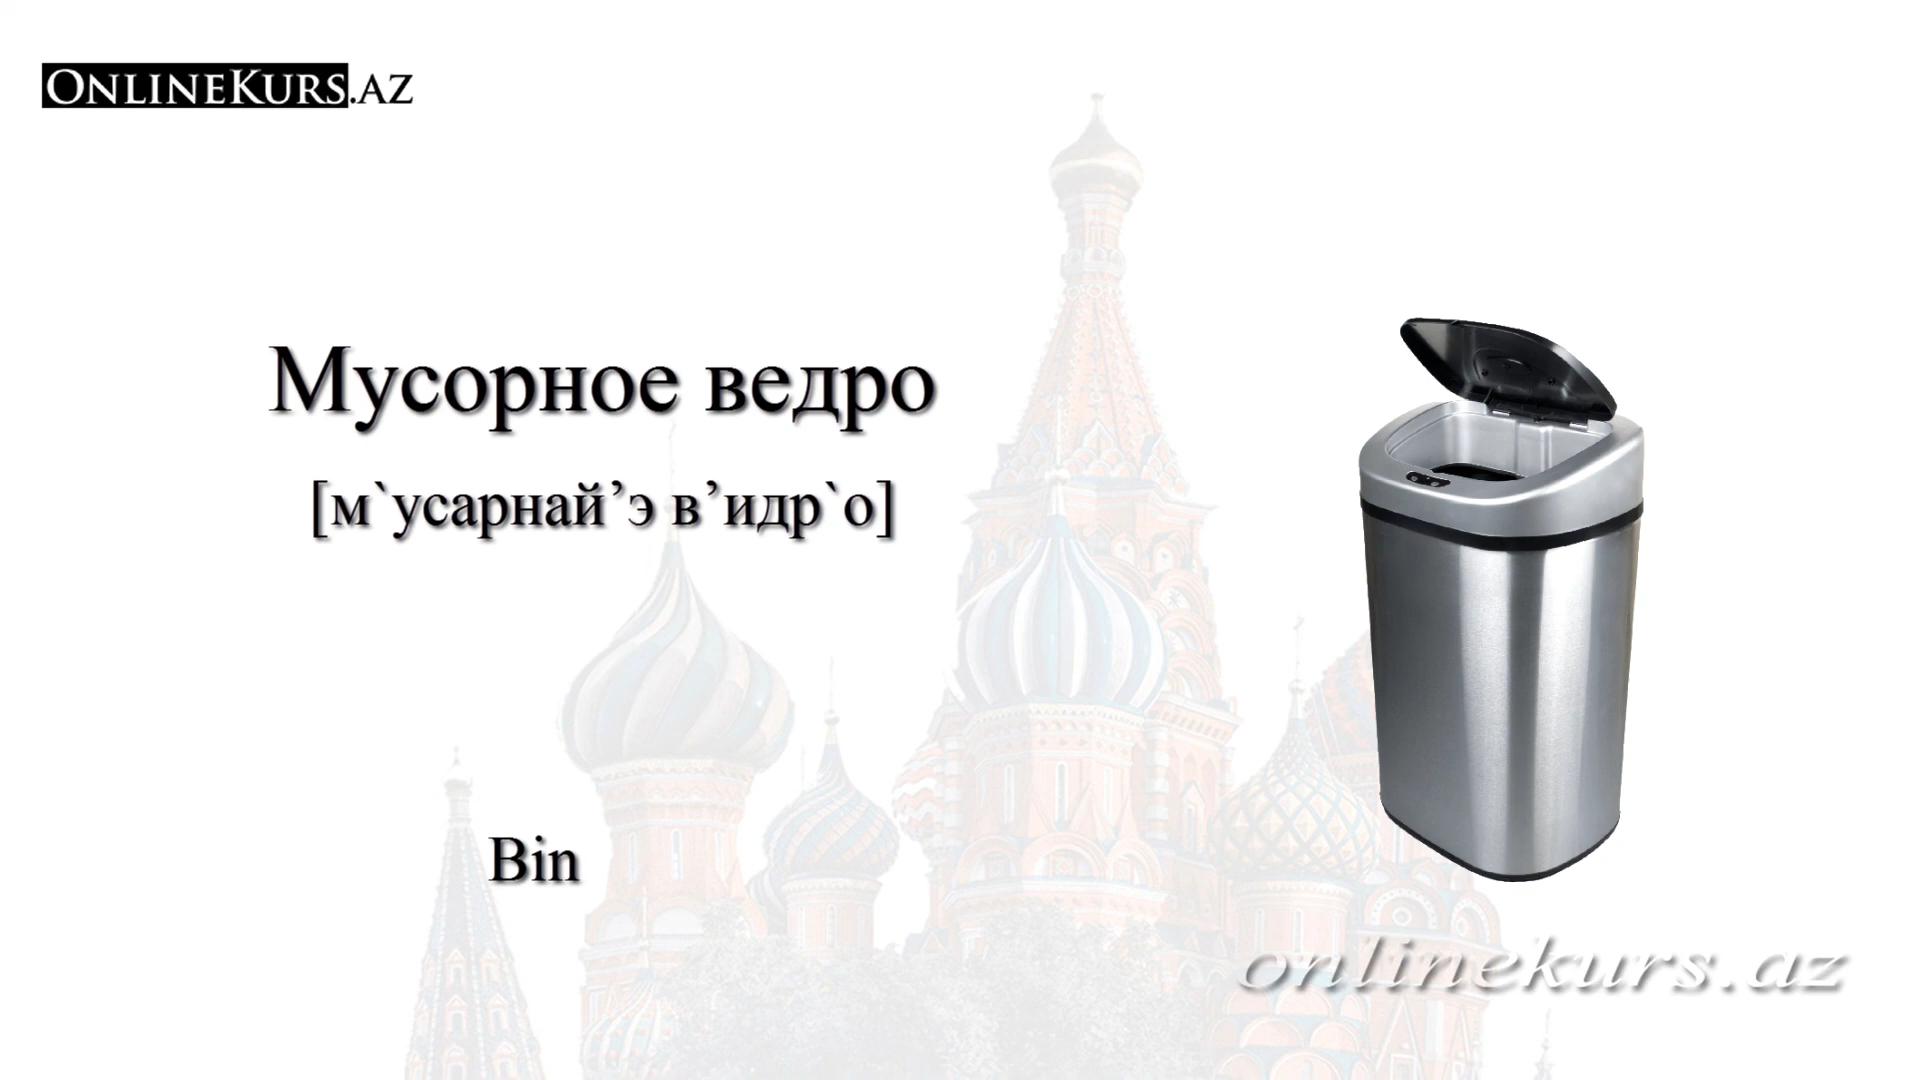 ONLINEKURS.AZ
Мусорное ведро
[м`усарнай’э в’идр`о]
Bin
onlinekurs.az